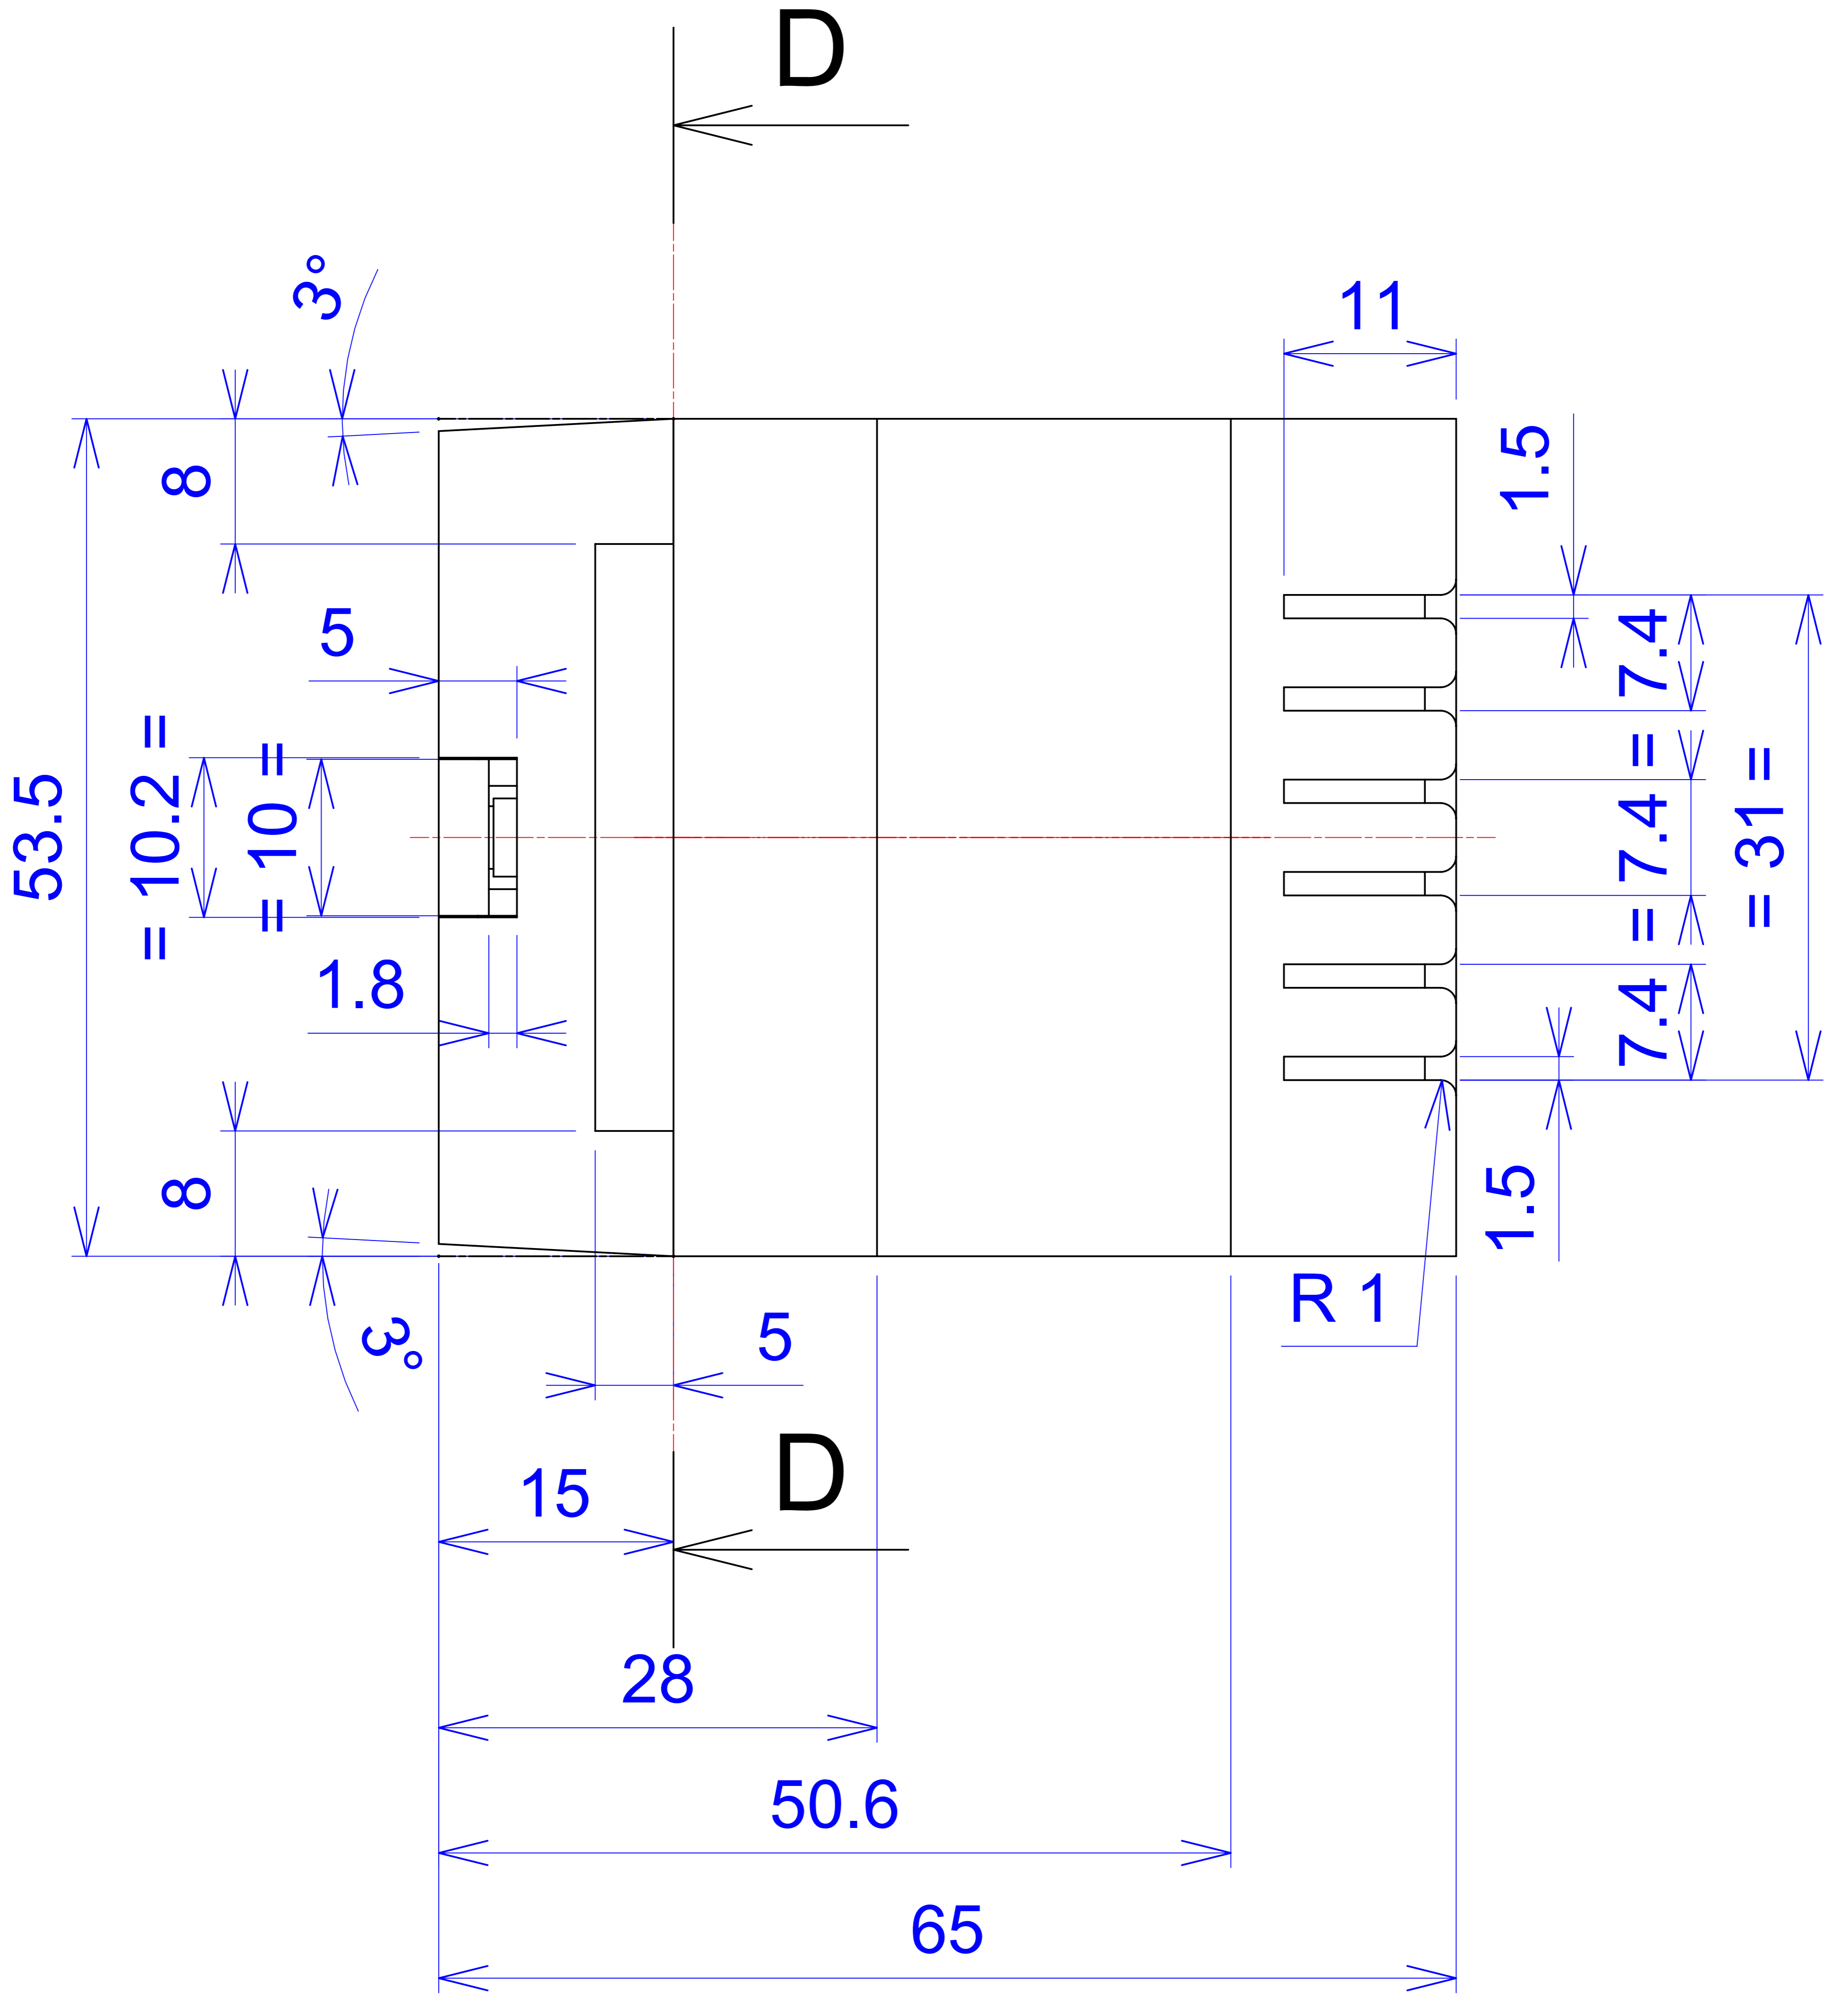 D
3°
11
8
1.5
5
7.4
53.5
= 10.2 =
= 10 =
= 7.4 =
= 31 =
1.8
7.4
8
1.5
R 1
3°
5
D
15
28
50.6
65